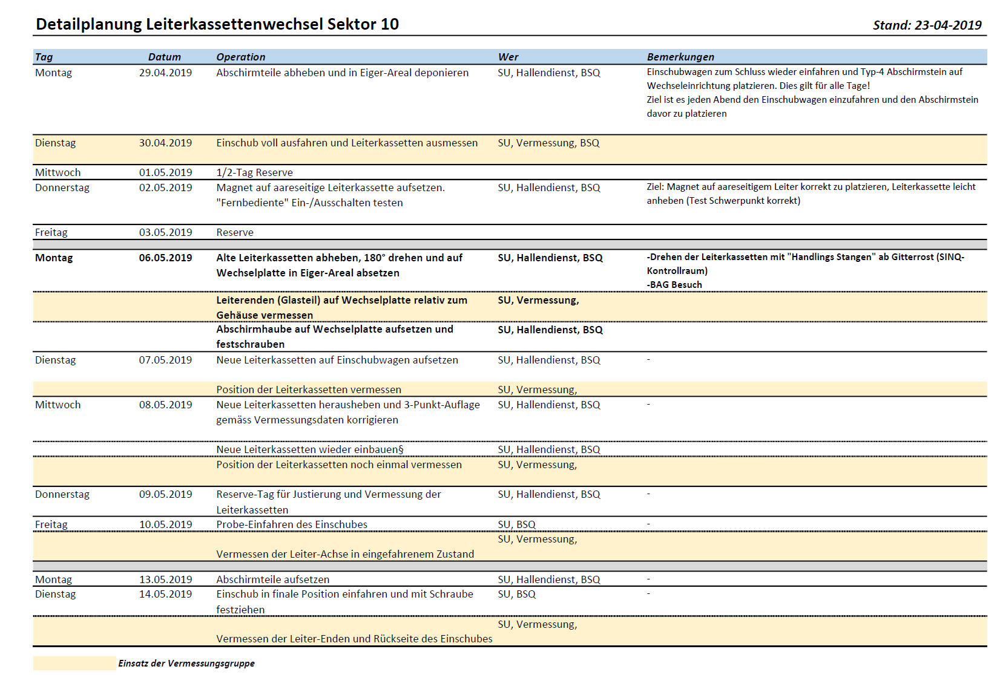 Detailplanung Leiterkassettenwechsel Sektor 10 Stand: 23-04-2019
Tag Datum Operation Wer Bemerkungen
Montag 29.04.2019 Abschirmteile abheben und in Eiger-Areal deponieren SU, Hallendienst, BSQ Einschubwagen zum Schluss wieder einfahren und Typ-4 Abschirmstein auf
Wechseleinrichtung platzieren. Dies gilt für alle Tage!
Ziel ist es jeden Abend den Einschubwagen einzufahren und den Abschirmstein
davor zu platzieren
Dienstag 30.04.2019 Einschub voll ausfahren und Leiterkassetten ausmessen SU, Vermessung, BSQ
Mittwoch 01.05.2019 1/2-Tag Reserve
Donnerstag 02.05.2019 Magnet auf aareseitige Leiterkassette aufsetzen. SU, Hallendienst, BSQ Ziel: Magnet auf aareseitigem Leiter korrekt zu platzieren, Leiterkassette leicht
"Fernbediente" Ein-/Ausschalten testen anheben (Test Schwerpunkt korrekt)
Freitag 03.05.2019 Reserve
Montag 06.05.2019 Alte Leiterkassetten abheben, 180° drehen und auf SU, Hallendienst, BSQ -Drehen der Leiterkassetten mit "Handlings Stangen" ab Gitterrost (SINQ-
Wechselplatte in Eiger-Areal absetzen Kontrollraum)
-BAG Besuch
Leiterenden (Glasteil) auf Wechselplatte relativ zum SU, Vermessung,
Gehäuse vermessen
Abschirmhaube auf Wechselplatte aufsetzen und SU, Hallendienst, BSQ
festschrauben
Dienstag 07.05.2019 Neue Leiterkassetten auf Einschubwagen aufsetzen SU, Hallendienst, BSQ -
Position der Leiterkassetten vermessen SU, Vermessung,
Mittwoch 08.05.2019 Neue Leiterkassetten herausheben und 3-Punkt-Auflage SU, Hallendienst, BSQ -
gemäss Vermessungsdaten korrigieren
Neue Leiterkassetten wieder einbauen§ SU, Hallendienst, BSQ
Position der Leiterkassetten noch einmal vermessen SU, Vermessung,
Donnerstag 09.05.2019 Reserve-Tag für Justierung und Vermessung der SU, Hallendienst, BSQ -
Leiterkassetten
Freitag 10.05.2019 Probe-Einfahren des Einschubes SU, BSQ -
SU, Vermessung,
Vermessen der Leiter-Achse in eingefahrenem Zustand
Montag 13.05.2019 Abschirmteile aufsetzen SU, Hallendienst, BSQ -
Dienstag 14.05.2019 Einschub in finale Position einfahren und mit Schraube SU, BSQ -
festziehen
SU, Vermessung,
Vermessen der Leiter-Enden und Rückseite des Einschubes
Einsatz der Vermessungsgruppe